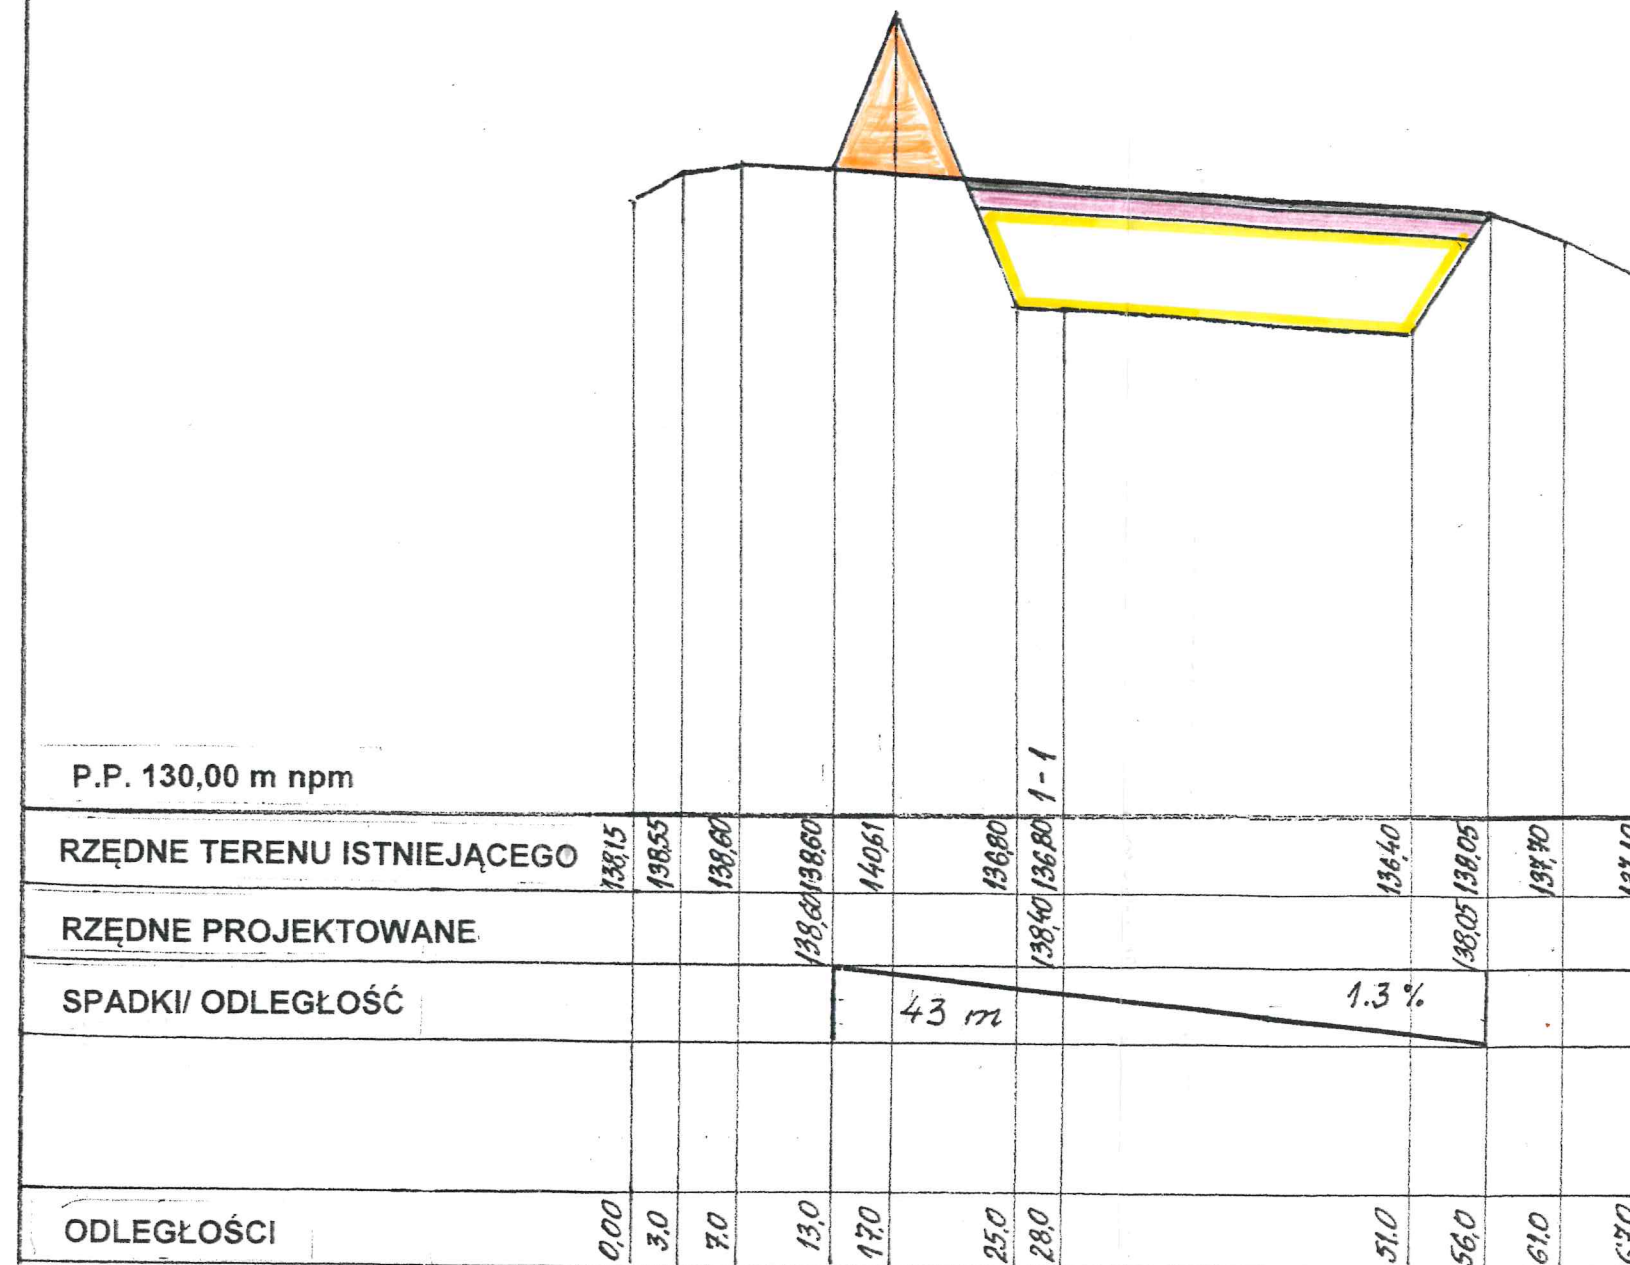 1 - 1
P.P. 130,00 m npm
RZĘDNE TERENU ISTNIEJĄCEGO 138,15 138,55 138,60 138,60 140,61 136,80 136,80 136,40 138,05 137,70
RZĘDNE PROJEKTOWANE 138,60 138,40 138,05
SPADKI/ ODLEGŁOŚĆ 43 m 1.3 %
ODLEGŁOŚCI 0,00 3,0 7,0 13,0 17,0 25,0 28,0 51,0 56,0 61,0 67,0